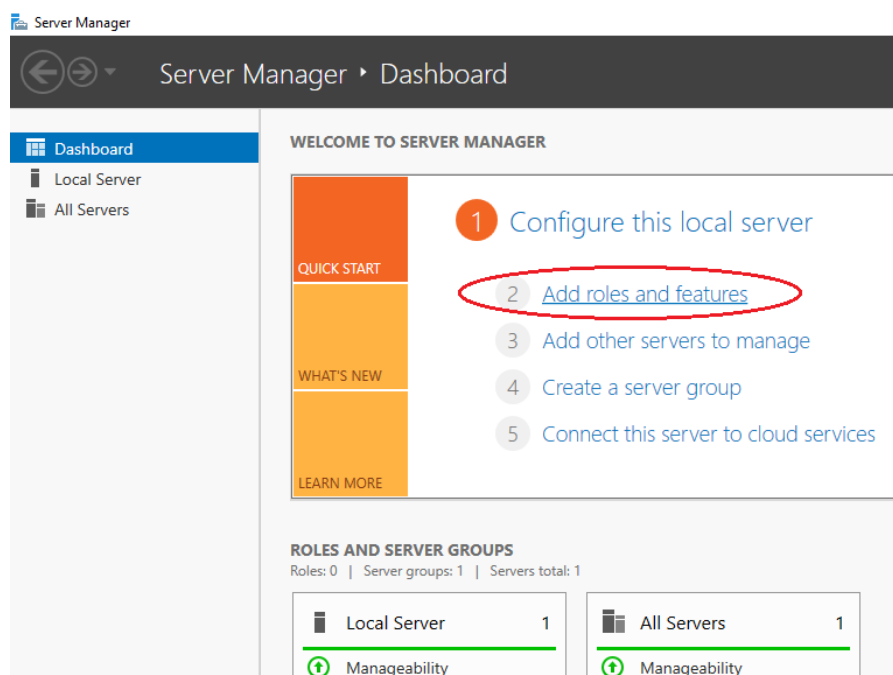 Server Manager
Server Manager ‣ Dashboard
Dashboard
Local Server
All Servers
WELCOME TO SERVER MANAGER
QUICK START
WHAT'S NEW
LEARN MORE
1 Configure this local server
2 Add roles and features
3 Add other servers to manage
4 Create a server group
5 Connect this server to cloud services
ROLES AND SERVER GROUPS
Roles: 0 | Server groups: 1 | Servers total: 1
Local Server 1
Manageability
All Servers 1
Manageability